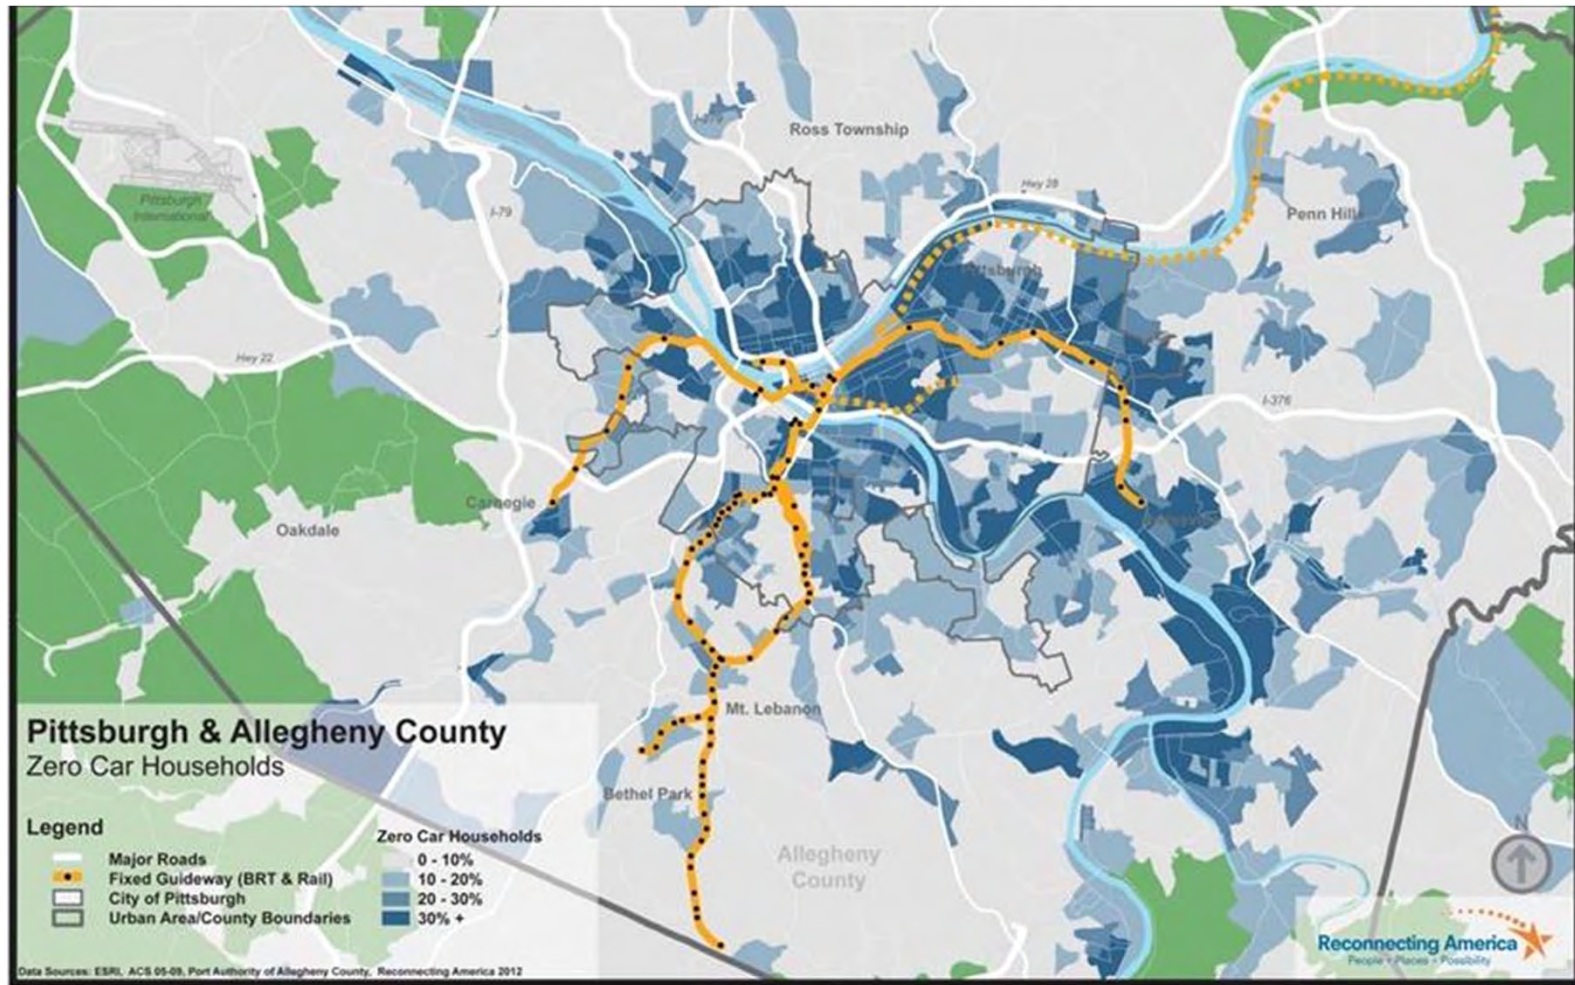 I-279
Ross Township
Hwy 28
Pittsburgh
International
I-79
Penn Hills
Pittsburgh
Hwy 22
I-376
Carnegie
Oakdale
Mt. Lebanon
Bethel Park
Allegheny
County
Pittsburgh & Allegheny County
Zero Car Households
Legend
Major Roads
Fixed Guideway (BRT & Rail)
City of Pittsburgh
Urban Area/County Boundaries
Zero Car Households
0 - 10%
10 - 20%
20 - 30%
30% +
N
Data Sources: ESRI, ACS 05-09, Port Authority of Allegheny County, Reconnecting America 2012
Reconnecting America
People • Places • Possibility